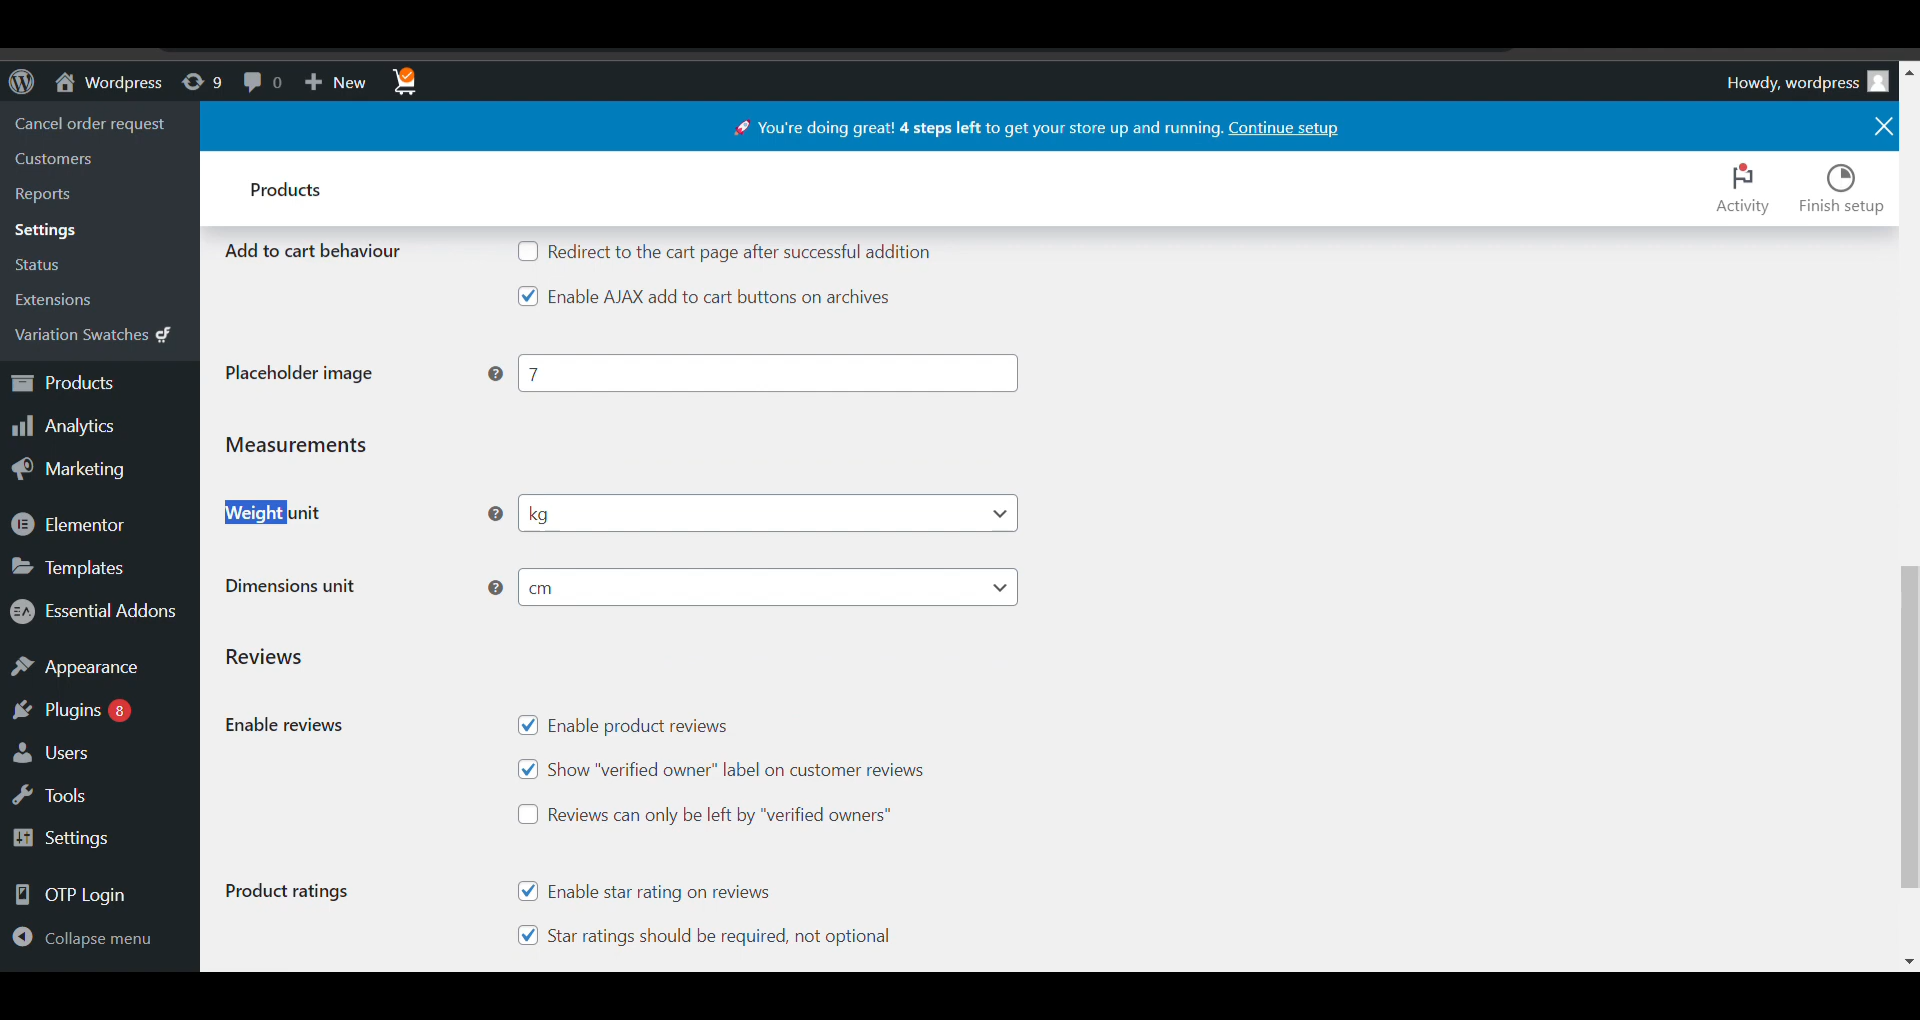 Wordpress 9 0 New
Howdy, wordpress
Cancel order request
Customers
Reports
Settings
Status
Extensions
Variation Swatches
Products
Analytics
Marketing
Elementor
Templates
Essential Addons
Appearance
Plugins 8
Users
Tools
Settings
OTP Login
Collapse menu
You're doing great! 4 steps left to get your store up and running. Continue setup
Products
Activity
Finish setup
Add to cart behaviour
Redirect to the cart page after successful addition
Enable AJAX add to cart buttons on archives
Placeholder image
7
Measurements
Weight unit
kg
Dimensions unit
cm
Reviews
Enable reviews
Enable product reviews
Show "verified owner" label on customer reviews
Reviews can only be left by "verified owners"
Product ratings
Enable star rating on reviews
Star ratings should be required, not optional